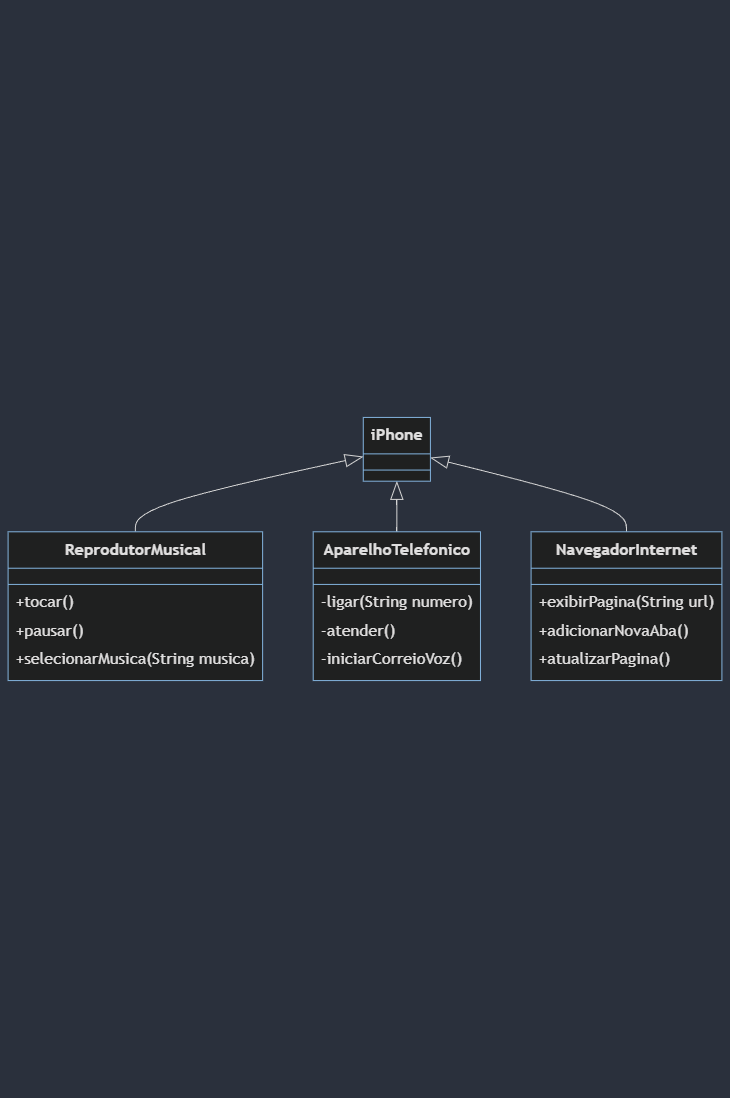 iPhone
ReprodutorMusical
+tocar()
+pausar()
+selecionarMusica(String musica)
AparelhoTelefonico
-ligar(String numero)
-atender()
-iniciarCorreioVoz()
NavegadorInternet
+exibirPagina(String url)
+adicionarNovaAba()
+atualizarPagina()